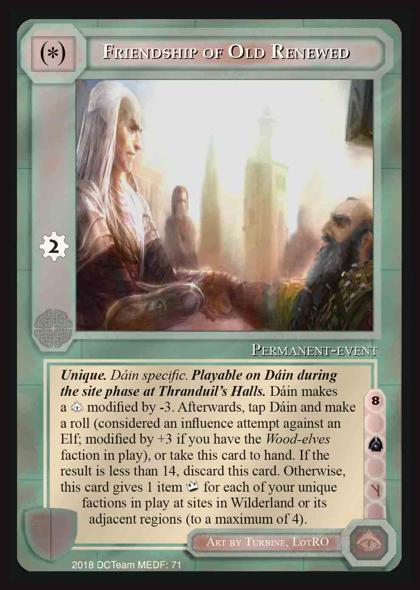 (*)
Friendship of Old Renewed
2
Permanent-event
Unique. Dáin specific. Playable on Dáin during
the site phase at Thranduil's Halls. Dáin makes
a modified by -3. Afterwards, tap Dáin and make
a roll (considered an influence attempt against an
Elf; modified by +3 if you have the Wood-elves
faction in play), or take this card to hand. If the
result is less than 14, discard this card. Otherwise,
this card gives 1 item for each of your unique
factions in play at sites in Wilderland or its
adjacent regions (to a maximum of 4).
8
Art by Turbine, LotRO
2018 DCTeam MEDF: 71